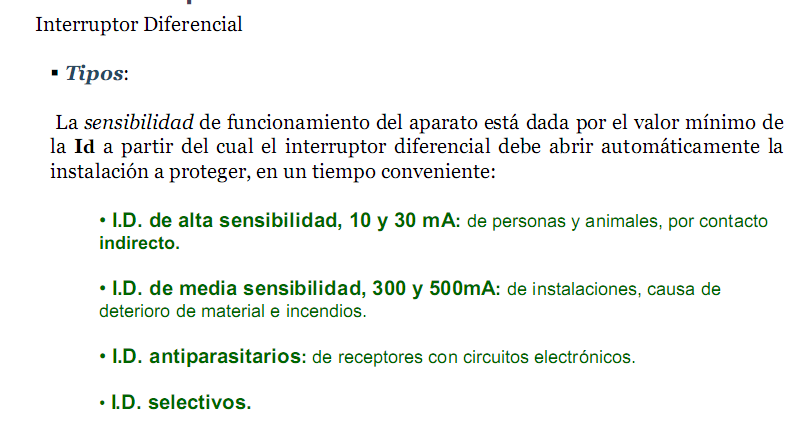 Interruptor Diferencial
▪ Tipos:
La sensibilidad de funcionamiento del aparato está dada por el valor mínimo de
la Id a partir del cual el interruptor diferencial debe abrir automáticamente la
instalación a proteger, en un tiempo conveniente:
• I.D. de alta sensibilidad, 10 y 30 mA: de personas y animales, por contacto
indirecto.
• I.D. de media sensibilidad, 300 y 500mA: de instalaciones, causa de
deterioro de material e incendios.
• I.D. antiparasitarios: de receptores con circuitos electrónicos.
• I.D. selectivos.